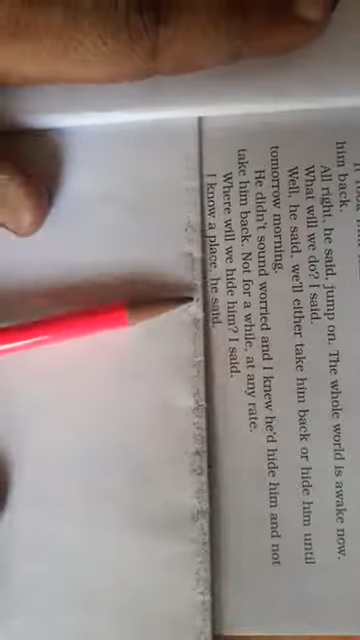 him back.
All right, he said, jump on. The whole world is awake now.
What will we do? I said.
Well, he said, we'll either take him back or hide him until
tomorrow morning.
He didn't sound worried and I knew he'd hide him and not
take him back. Not for a while, at any rate.
Where will we hide him? I said.
I know a place, he said.